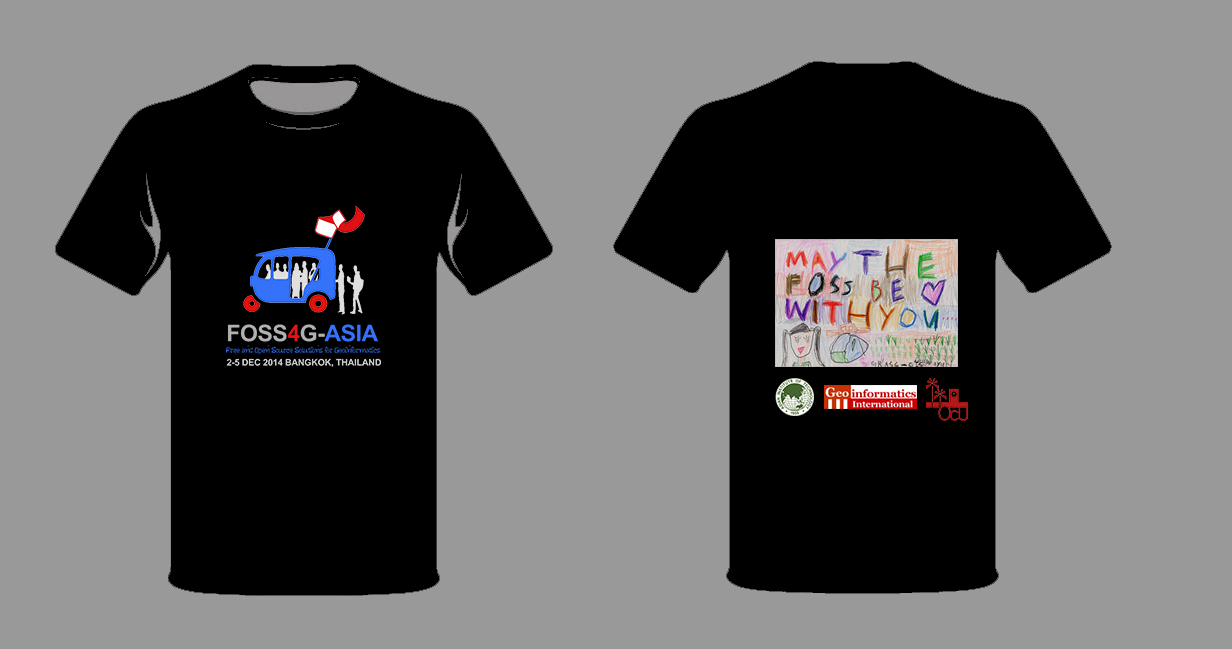 FOSS4G-ASIA
Free and Open Source Solutions for Geoinformatics
2-5 DEC 2014 BANGKOK, THAILAND
MAY THE
FOSS BE
WITH YOU....
Geoinformatics
International
OCU